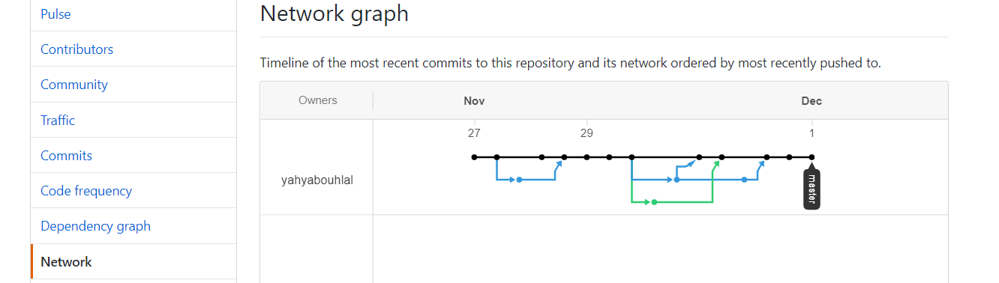 Pulse
Contributors
Community
Traffic
Commits
Code frequency
Dependency graph
Network
Network graph
Timeline of the most recent commits to this repository and its network ordered by most recently pushed to.
Owners
Nov
Dec
27
29
1
yahyabouhlal
master